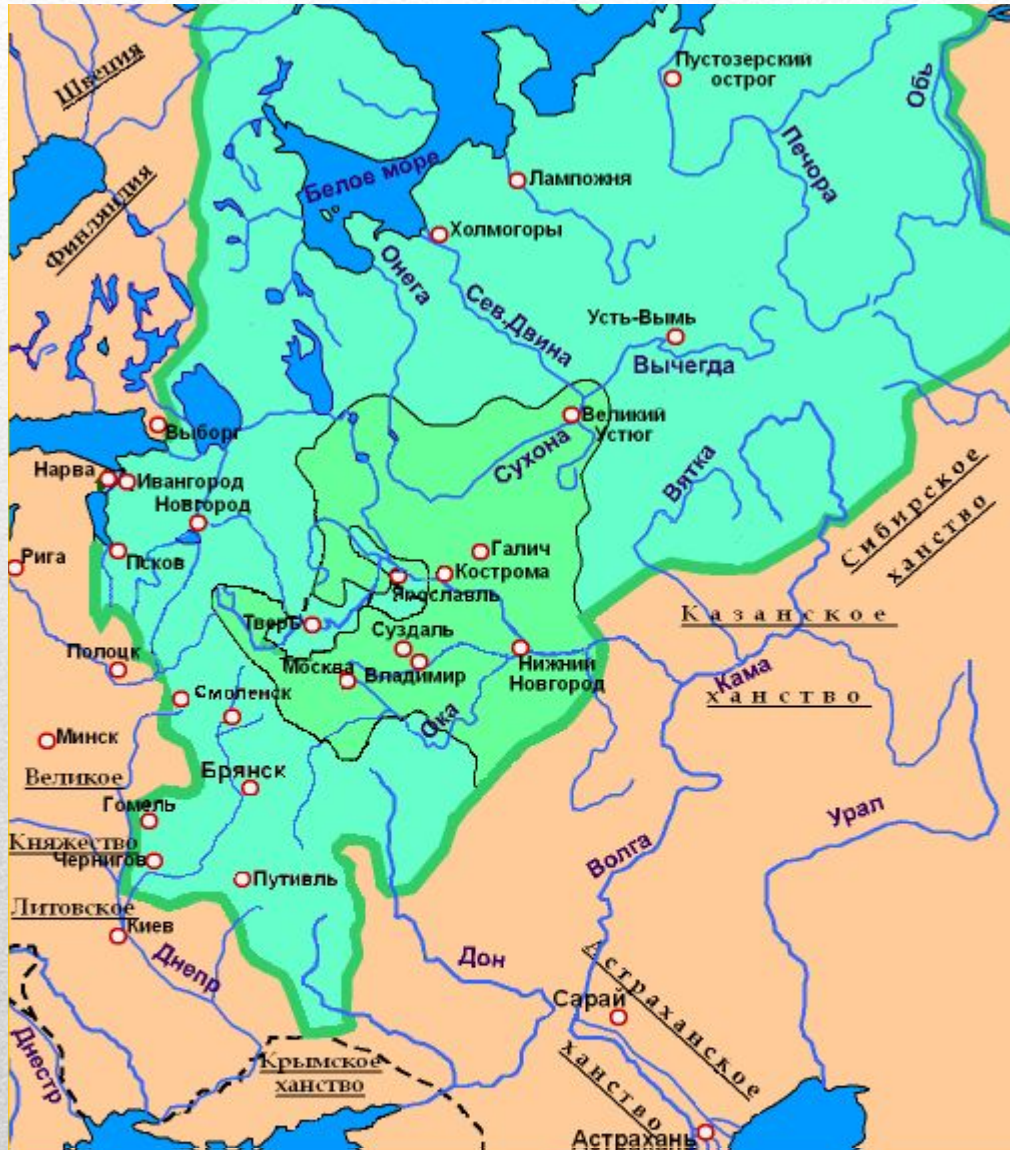 Швеция
Пустозерский
острог
Обь
Печора
Белое море
Лампожня
Финляндия
Холмогоры
Онега
Сев.Двина
Усть-Вымь
Вычегда
Выборг
Великий
Устюг
Сухона
Нарва
Ивангород
Вятка
Новгород
Сибирское
ханство
Рига
Псков
Галич
Кострома
Ярославль
Казанское
ханство
Тверь
Суздаль
Полоцк
Москва
Владимир
Нижний
Новгород
Кама
Смоленск
Ока
Минск
Великое
Брянск
Гомель
Урал
Княжество
Чернигов
Волга
Путивль
Литовское
Киев
Днепр
Дон
Астраханское
ханство
Сарай
Днестр
Крымское
ханство
Астрахань